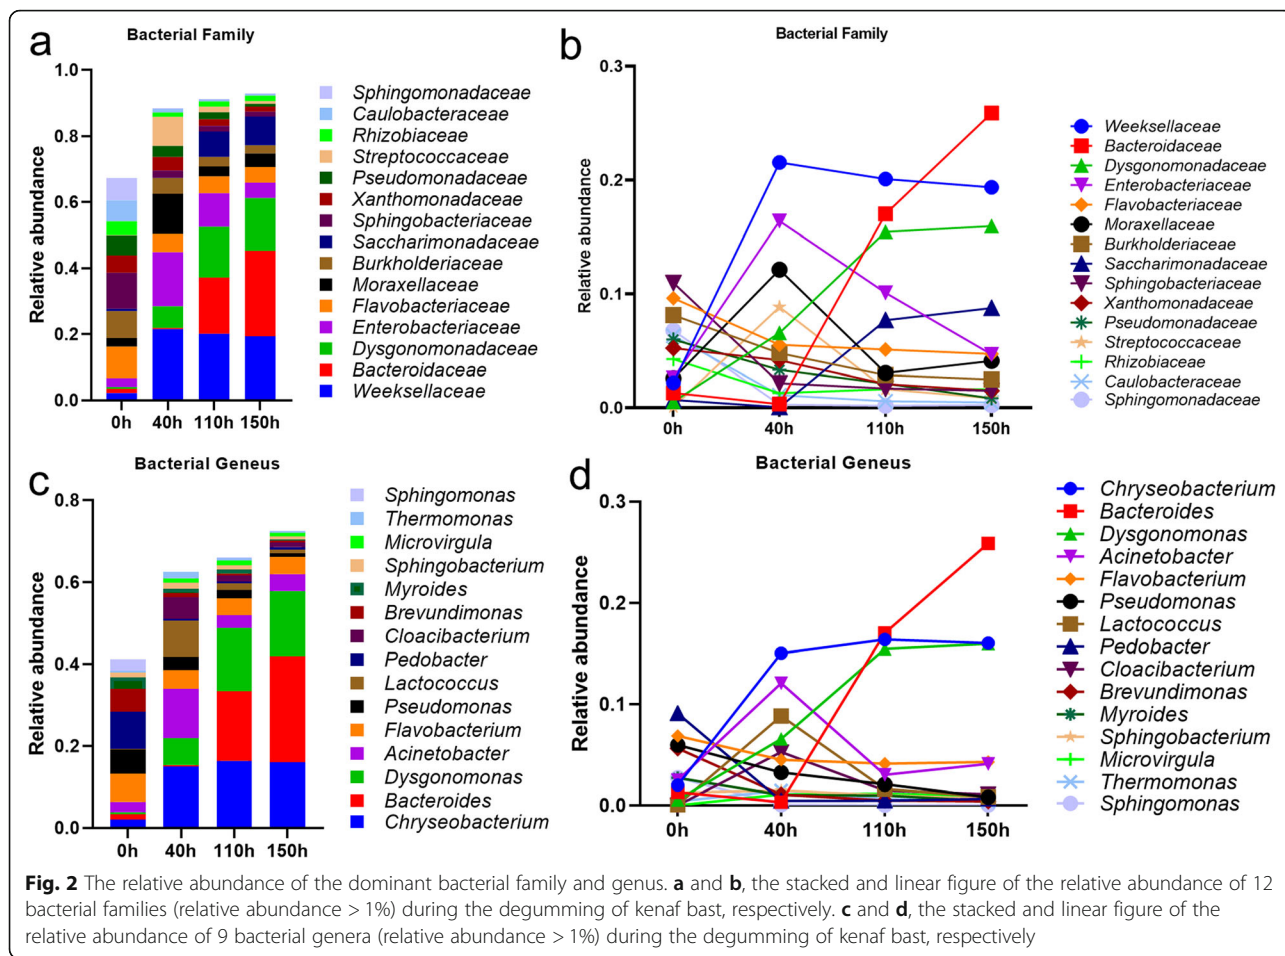 a
Bacterial Family
Relative abundance
1.0
0.8
0.6
0.4
0.2
0.0
0h 40h 110h 150h
Sphingomonadaceae
Caulobacteraceae
Rhizobiaceae
Streptococcaceae
Pseudomonadaceae
Xanthomonadaceae
Sphingobacteriaceae
Saccharimonadaceae
Burkholderiaceae
Moraxellaceae
Flavobacteriaceae
Enterobacteriaceae
Dysgonomonadaceae
Bacteroidaceae
Weeksellaceae
b
Bacterial Family
Relative abundance
0.3
0.2
0.1
0.0
0h 40h 110h 150h
Weeksellaceae
Bacteroidaceae
Dysgonomonadaceae
Enterobacteriaceae
Flavobacteriaceae
Moraxellaceae
Burkholderiaceae
Saccharimonadaceae
Sphingobacteriaceae
Xanthomonadaceae
Pseudomonadaceae
Streptococcaceae
Rhizobiaceae
Caulobacteraceae
Sphingomonadaceae
c
Bacterial Geneus
Relative abundance
0.8
0.6
0.4
0.2
0.0
0h 40h 110h 150h
Sphingomonas
Thermomonas
Microvirgula
Sphingobacterium
Myroides
Brevundimonas
Cloacibacterium
Pedobacter
Lactococcus
Pseudomonas
Flavobacterium
Acinetobacter
Dysgonomonas
Bacteroides
Chryseobacterium
d
Bacterial Geneus
Relative abundance
0.3
0.2
0.1
0.0
0h 40h 110h 150h
Chryseobacterium
Bacteroides
Dysgonomonas
Acinetobacter
Flavobacterium
Pseudomonas
Lactococcus
Pedobacter
Cloacibacterium
Brevundimonas
Myroides
Sphingobacterium
Microvirgula
Thermomonas
Sphingomonas
Fig. 2 The relative abundance of the dominant bacterial family and genus. a and b, the stacked and linear figure of the relative abundance of 12
bacterial families (relative abundance > 1%) during the degumming of kenaf bast, respectively. c and d, the stacked and linear figure of the
relative abundance of 9 bacterial genera (relative abundance > 1%) during the degumming of kenaf bast, respectively